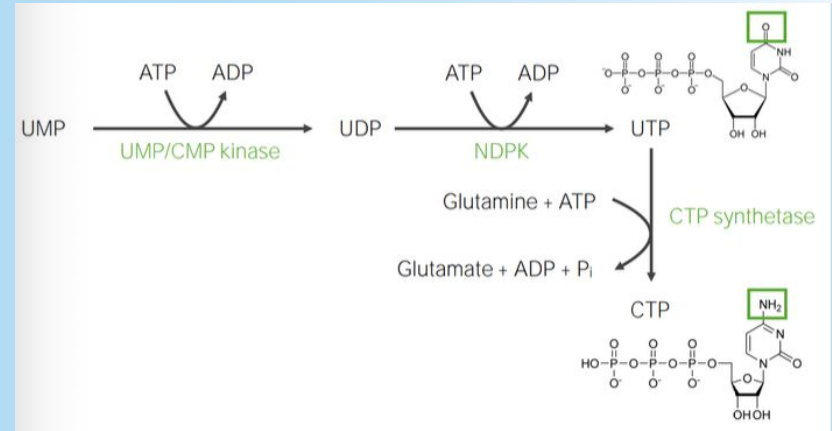 ATP ADP
ATP ADP
UMP
UDP
UTP
UMP/CMP kinase
NDPK
Glutamine + ATP
CTP synthetase
Glutamate + ADP + Pi
CTP
O
NH
O
N
O
O O O
⁻O-P-O-P-O-P-O
O⁻ O⁻ O⁻
OH OH
NH₂
N
O
N
O
O O O
HO-P-O-P-O-P-O
O⁻ O⁻ O⁻
OH OH